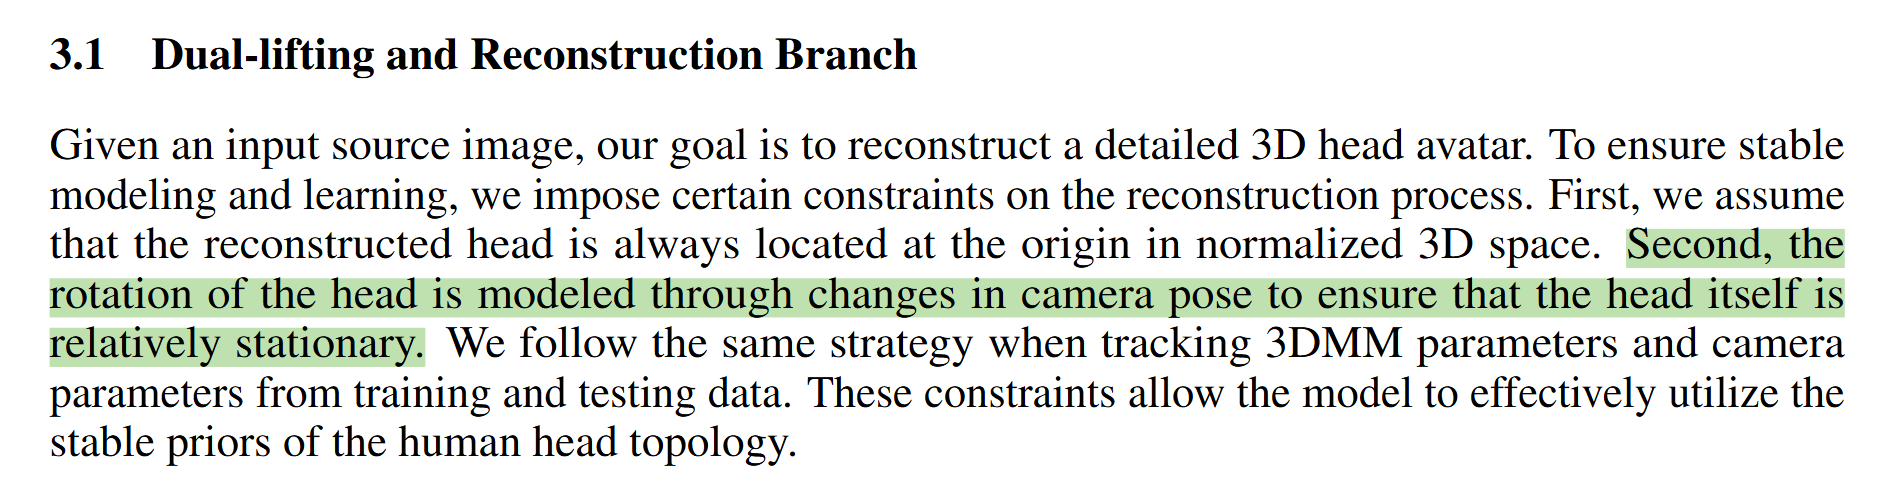 3.1 Dual-lifting and Reconstruction Branch
Given an input source image, our goal is to reconstruct a detailed 3D head avatar. To ensure stable
modeling and learning, we impose certain constraints on the reconstruction process. First, we assume
that the reconstructed head is always located at the origin in normalized 3D space. Second, the
rotation of the head is modeled through changes in camera pose to ensure that the head itself is
relatively stationary. We follow the same strategy when tracking 3DMM parameters and camera
parameters from training and testing data. These constraints allow the model to effectively utilize the
stable priors of the human head topology.